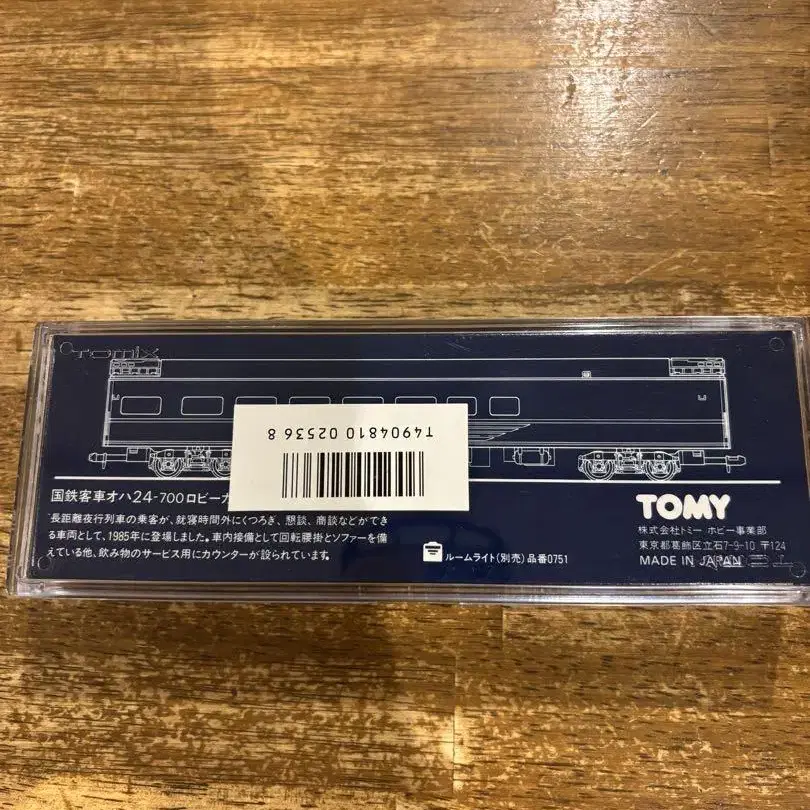 TOMIX
T4904810 02536 8
国鉄客車オハ24-700ロビーカ
長距離夜行列車の乗客が、就寝時間外にくつろぎ、懇談、商談などができ
る車両として、1985年に登場しました。車内接備として回転腰掛とソファーを備
えている他、飲み物のサービス用にカウンターが設られています。
ルームライト(別売)品番0751
TOMY
株式会社トミー ホビー事業部
東京都葛飾区立石7-9-10 〒124
MADE IN JAPAN